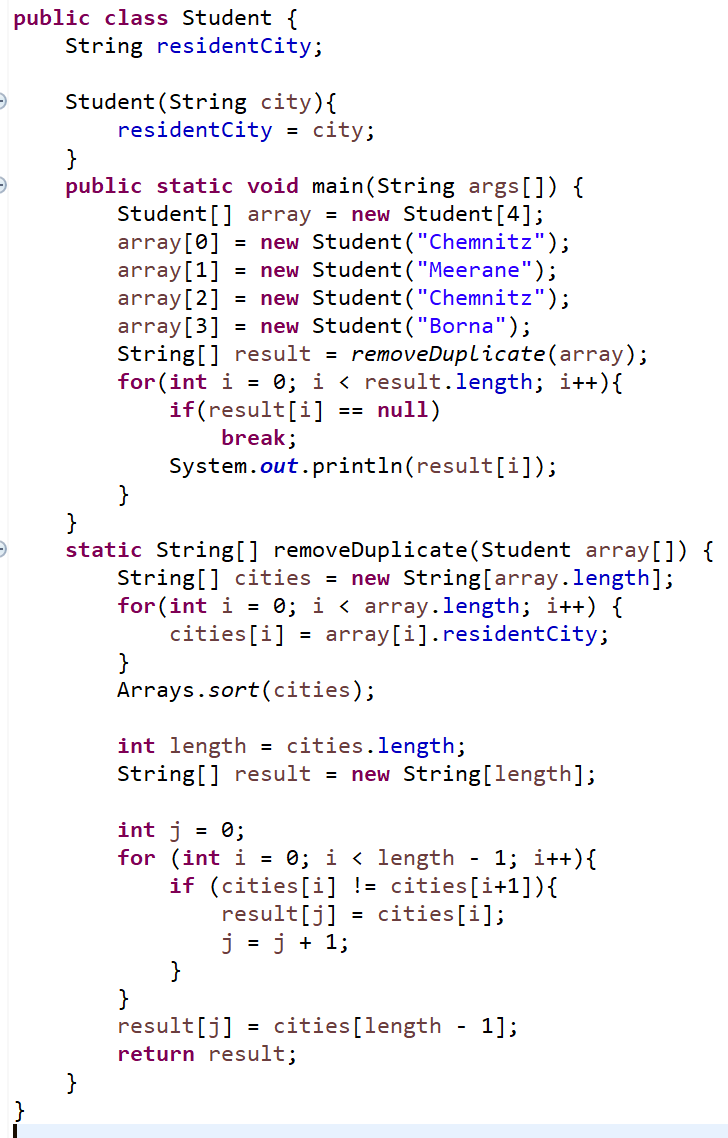 public class Student {
    String residentCity;

    Student(String city){
        residentCity = city;
    }
    public static void main(String args[]) {
        Student[] array = new Student[4];
        array[0] = new Student("Chemnitz");
        array[1] = new Student("Meerane");
        array[2] = new Student("Chemnitz");
        array[3] = new Student("Borna");
        String[] result = removeDuplicate(array);
        for(int i = 0; i < result.length; i++){
            if(result[i] == null)
                break;
            System.out.println(result[i]);
        }
    }
    static String[] removeDuplicate(Student array[]) {
        String[] cities = new String[array.length];
        for(int i = 0; i < array.length; i++) {
            cities[i] = array[i].residentCity;
        }
        Arrays.sort(cities);

        int length = cities.length;
        String[] result = new String[length];

        int j = 0;
        for (int i = 0; i < length - 1; i++){
            if (cities[i] != cities[i+1]){
                result[j] = cities[i];
                j = j + 1;
            }
        }
        result[j] = cities[length - 1];
        return result;
    }
}